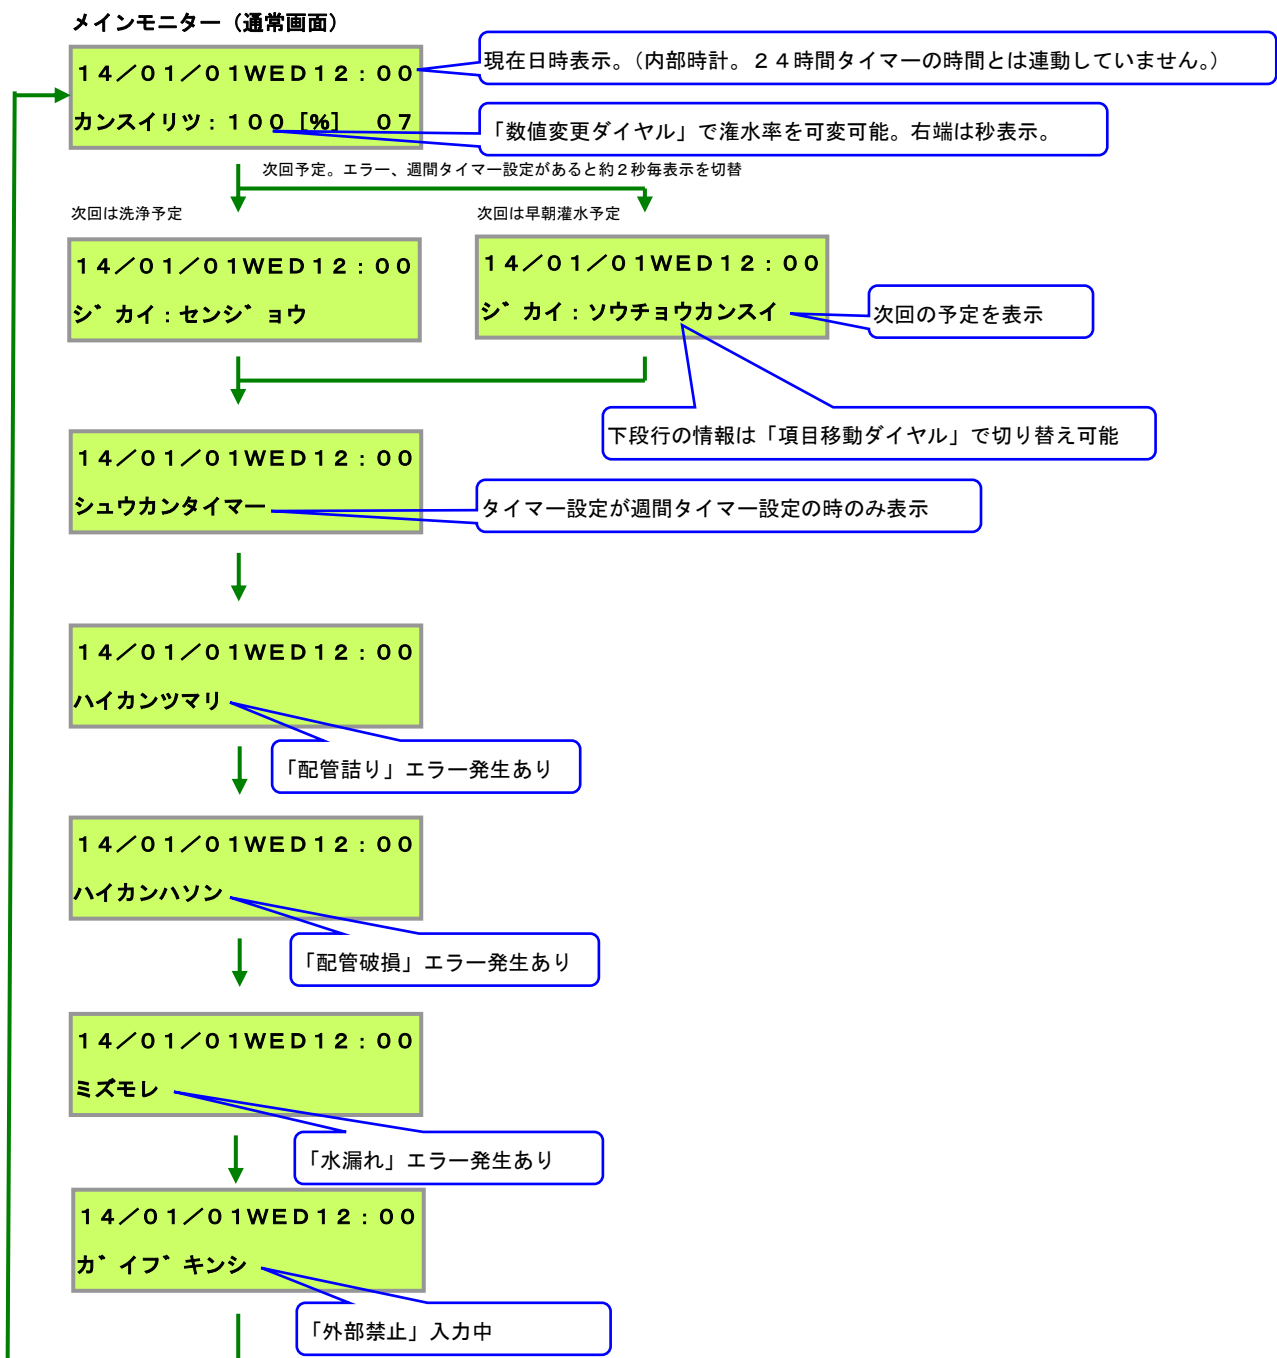 メインモニター（通常画面）
１４／０１／０１ＷＥＤ１２：００
現在日時表示。（内部時計。２４時間タイマーの時間とは連動していません。）
カンスイリツ：１００［％］　０７
「数値変更ダイヤル」で潅水率を可変可能。右端は秒表示。
次回予定。エラー、週間タイマー設定があると約２秒毎表示を切替
次回は洗浄予定
次回は早朝灌水予定
１４／０１／０１ＷＥＤ１２：００
シ゛カイ：センシ゛ョウ
１４／０１／０１ＷＥＤ１２：００
シ゛カイ：ソウチョウカンスイ
次回の予定を表示
下段行の情報は「項目移動ダイヤル」で切り替え可能
１４／０１／０１ＷＥＤ１２：００
シュウカンタイマー
タイマー設定が週間タイマー設定の時のみ表示
１４／０１／０１ＷＥＤ１２：００
ハイカンツマリ
「配管詰り」エラー発生あり
１４／０１／０１ＷＥＤ１２：００
ハイカンハソン
「配管破損」エラー発生あり
１４／０１／０１ＷＥＤ１２：００
ミズモレ
「水漏れ」エラー発生あり
１４／０１／０１ＷＥＤ１２：００
カ゛イフ゛キンシ
「外部禁止」入力中